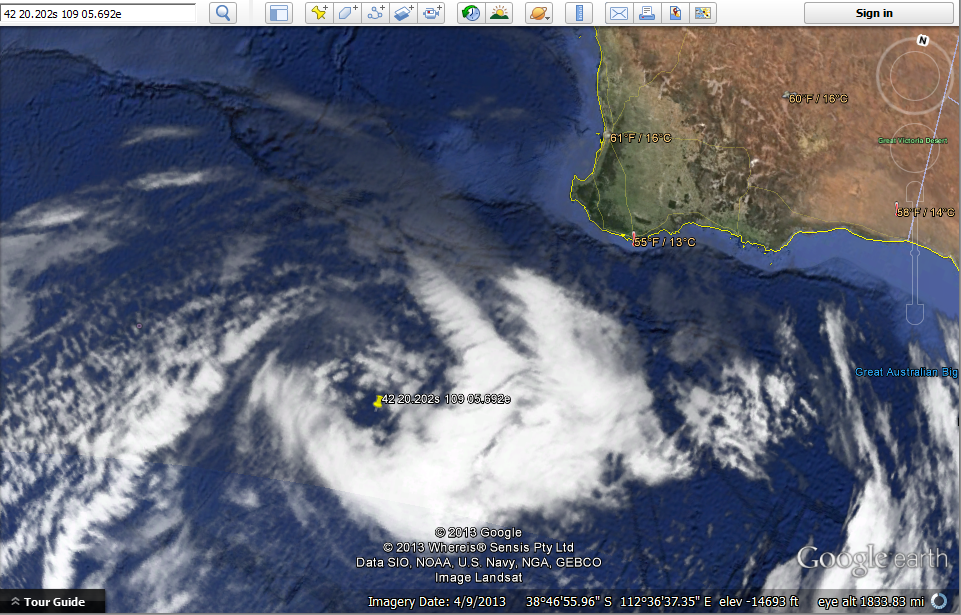 42 20.202s 109 05.692e
Sign in
N
60°F / 16°C
61°F / 16°C
Great Victoria Desert
58°F / 14°C
55°F / 13°C
Great Australian Big
42 20.202s 109 05.692e
© 2013 Google
© 2013 Whereis® Sensis Pty Ltd
Data SIO, NOAA, U.S. Navy, NGA, GEBCO
Image Landsat
Google earth
Tour Guide
Imagery Date: 4/9/2013 38°46'55.96" S 112°36'37.35" E elev -14693 ft eye alt 1833.83 mi